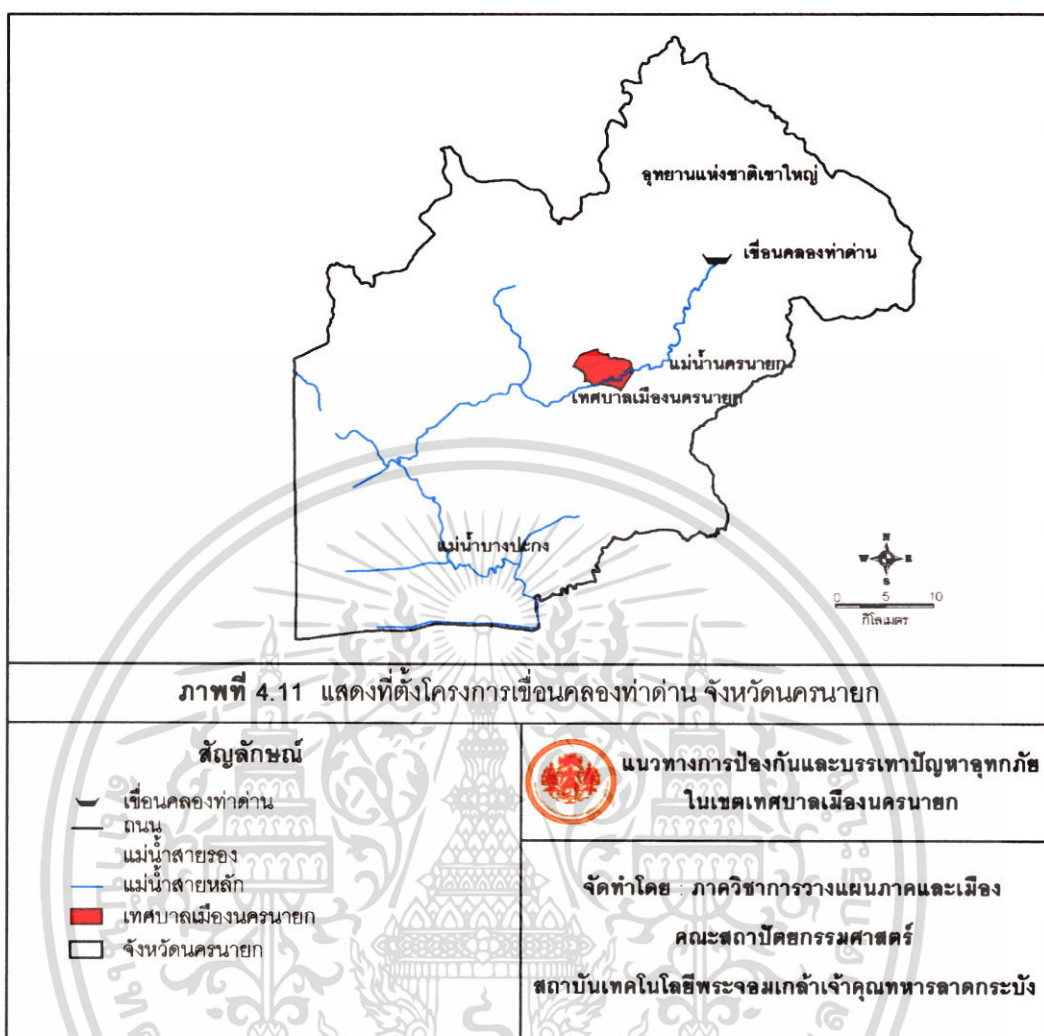 อุทยานแห่งชาติเขาใหญ่
เขื่อนคลองท่าด่าน
แม่น้ำนครนายก
เทศบาลเมืองนครนายก
แม่น้ำบางปะกง
N
W E
S
0 5 10
กิโลเมตร
ภาพที่ 4.11 แสดงที่ตั้งโครงการเขื่อนคลองท่าด่าน จังหวัดนครนายก
สัญลักษณ์
เขื่อนคลองท่าด่าน
ถนน
แม่น้ำสายรอง
แม่น้ำสายหลัก
เทศบาลเมืองนครนายก
จังหวัดนครนายก
แนวทางการป้องกันและบรรเทาปัญหาอุทกภัย
ในเขตเทศบาลเมืองนครนายก
จัดทำโดย : ภาควิชาการวางแผนภาคและเมือง
คณะสถาปัตยกรรมศาสตร์
สถาบันเทคโนโลยีพระจอมเกล้าเจ้าคุณทหารลาดกระบัง